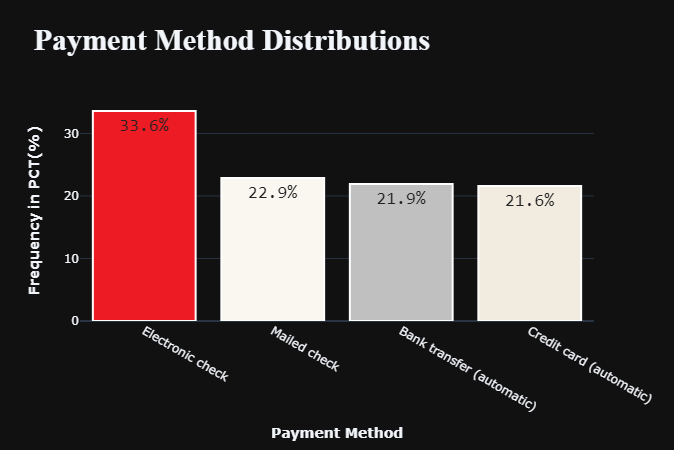 Payment Method Distributions
Frequency in PCT(%)
30
20
10
0
33.6%
22.9%
21.9%
21.6%
Electronic check
Mailed check
Bank transfer (automatic)
Credit card (automatic)
Payment Method